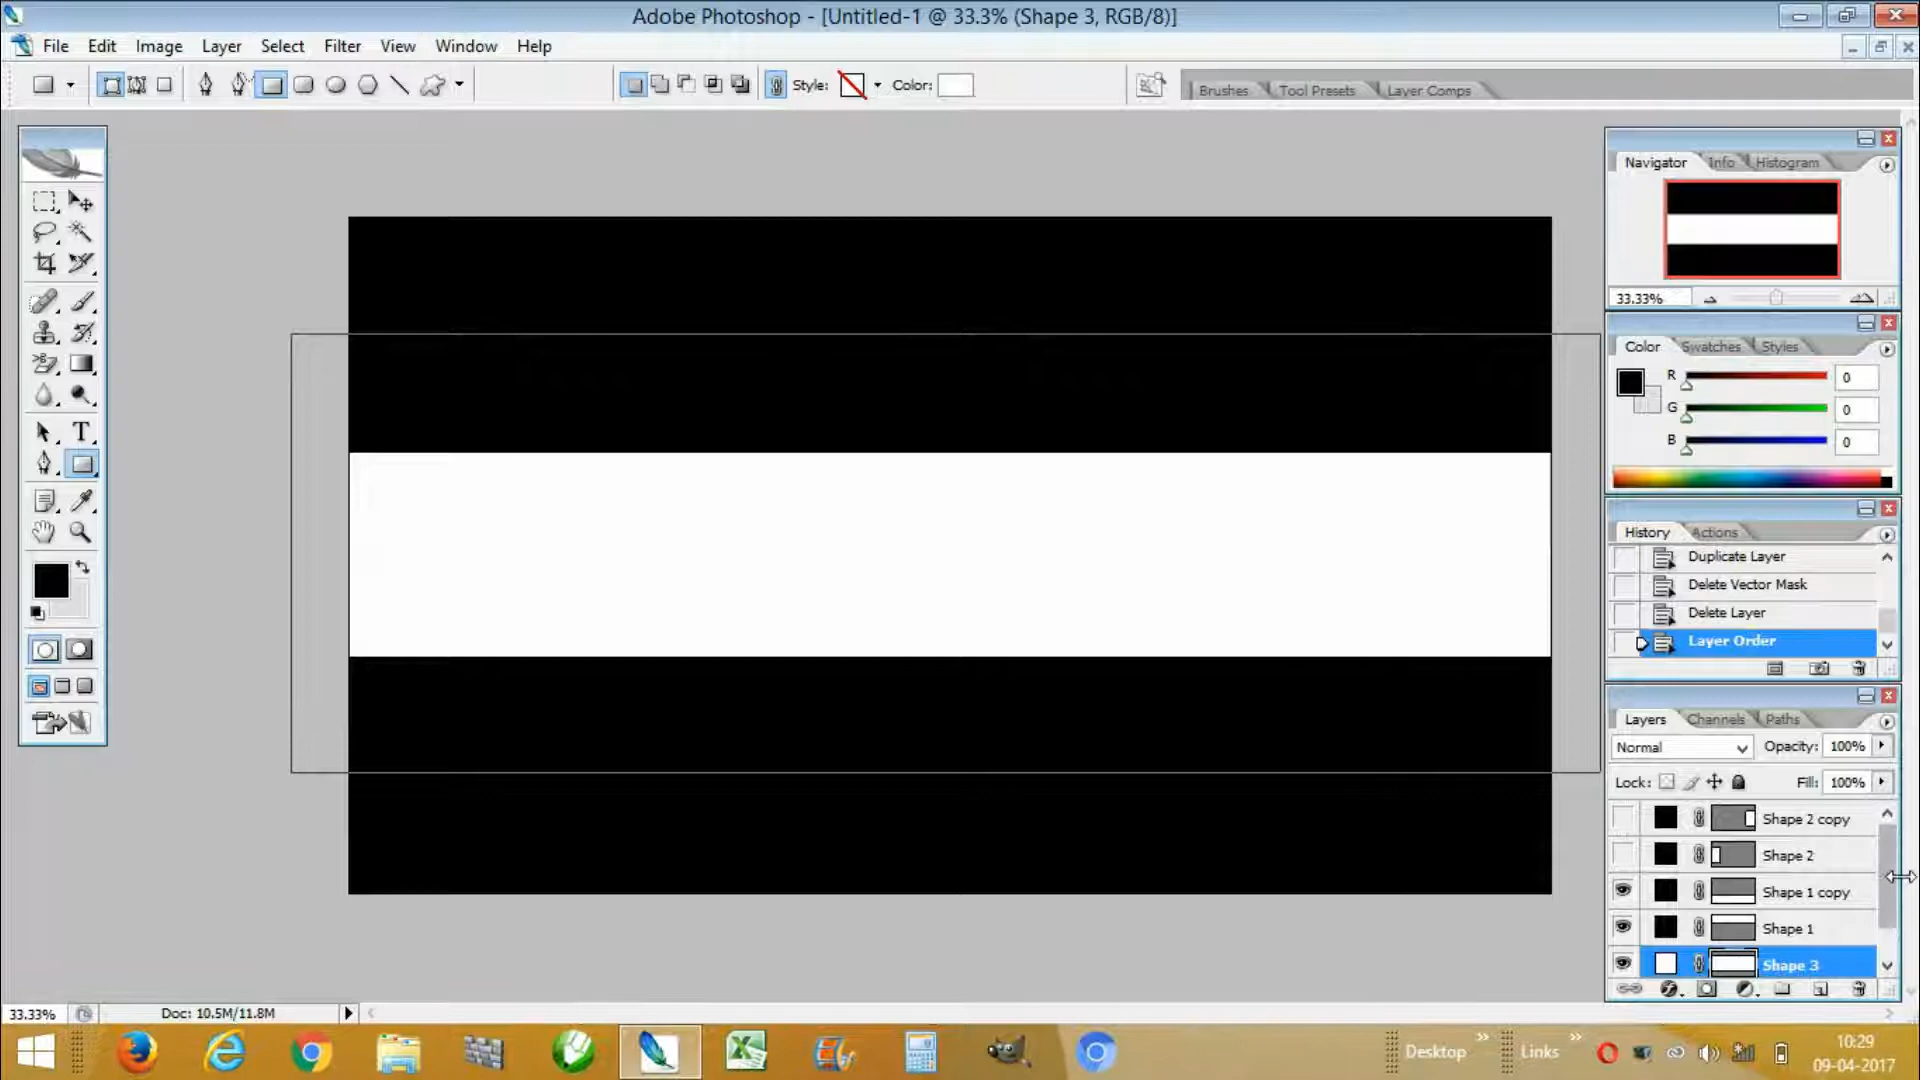 Adobe Photoshop - [Untitled-1 @ 33.3% (Shape 3, RGB/8)]
File Edit Image Layer Select Filter View Window Help
Style: Color: Brushes Tool Presets Layer Comps
Navigator Info Histogram
33.33%
Color Swatches Styles
R 0
G 0
B 0
History Actions
Duplicate Layer
Delete Vector Mask
Delete Layer
Layer Order
Layers Channels Paths
Normal Opacity: 100%
Lock: Fill: 100%
Shape 2 copy
Shape 2
Shape 1 copy
Shape 1
Shape 3
33.33% Doc: 10.5M/11.8M
Desktop Links
10:29
09-04-2017